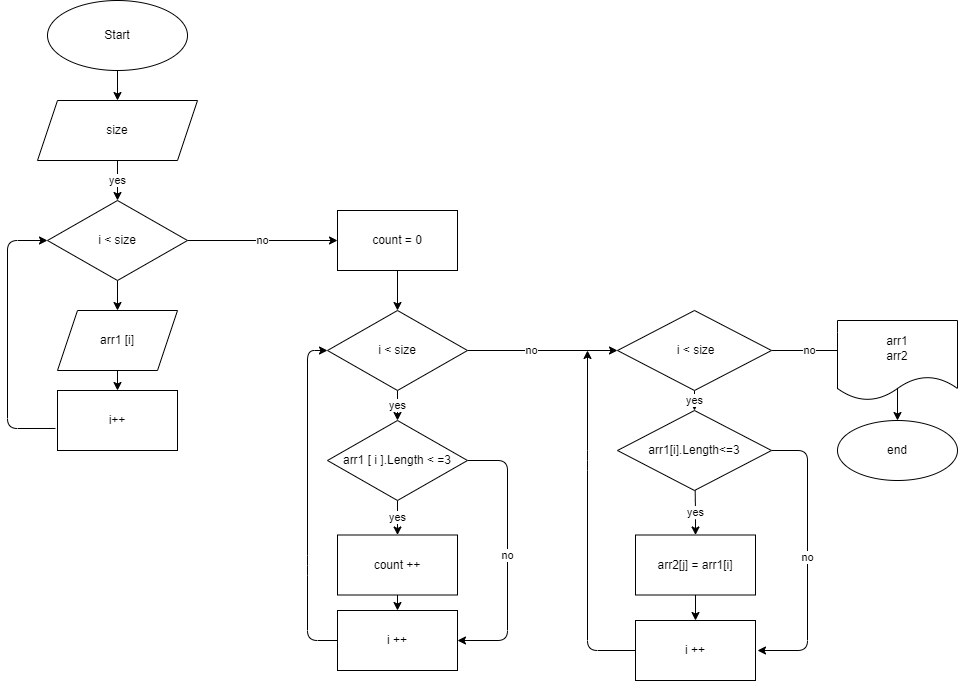 Start
size
yes
i < size
no
arr1 [i]
i++
count = 0
i < size
no
yes
arr1 [ i ].Length < =3
yes
no
count ++
i ++
i < size
no
yes
arr1[i].Length<=3
yes
no
arr2[j] = arr1[i]
i ++
arr1
arr2
end